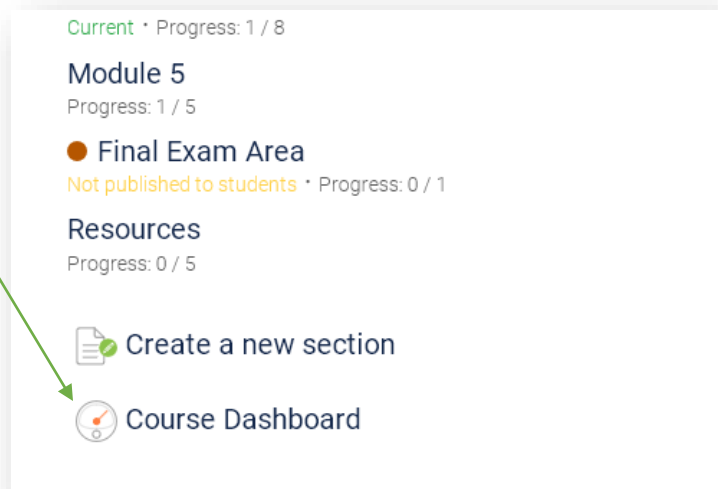 Current · Progress: 1 / 8
Module 5
Progress: 1 / 5
Final Exam Area
Not published to students · Progress: 0 / 1
Resources
Progress: 0 / 5
Create a new section
Course Dashboard